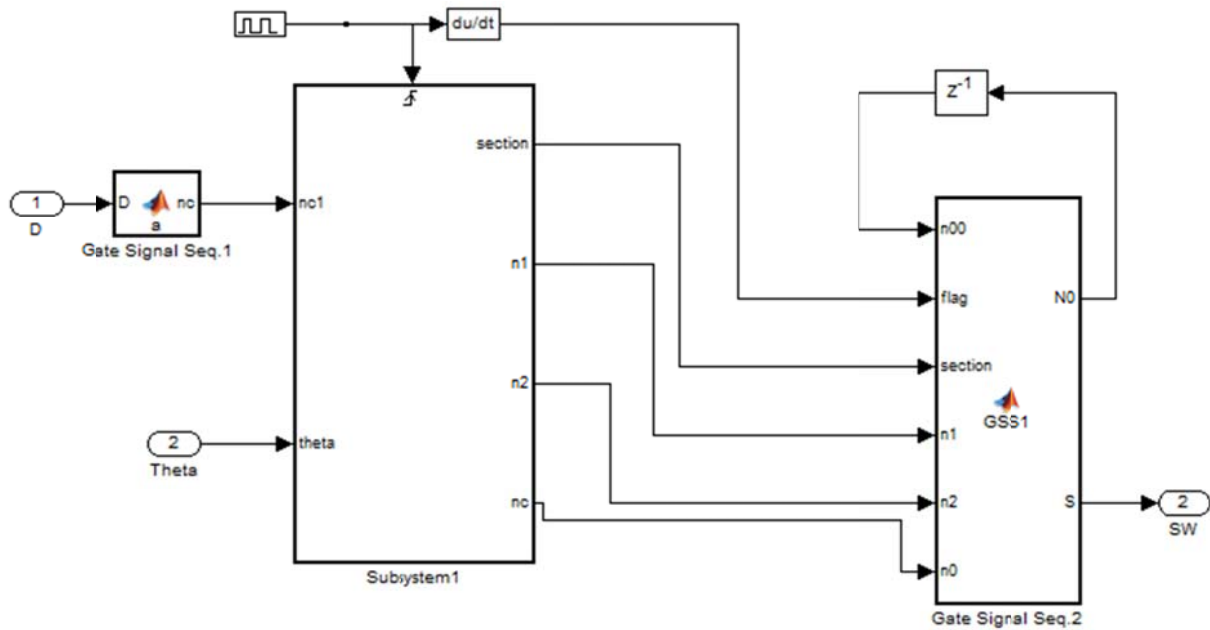 du/dt
Z-1
section
n00
D
nc
nc1
1
a
D
Gate Signal Seq.1
n1
flag
N0
section
n2
GSS1
n1
2
theta
Theta
nc
n2
S
2
SW
n0
Subsystem1
Gate Signal Seq.2